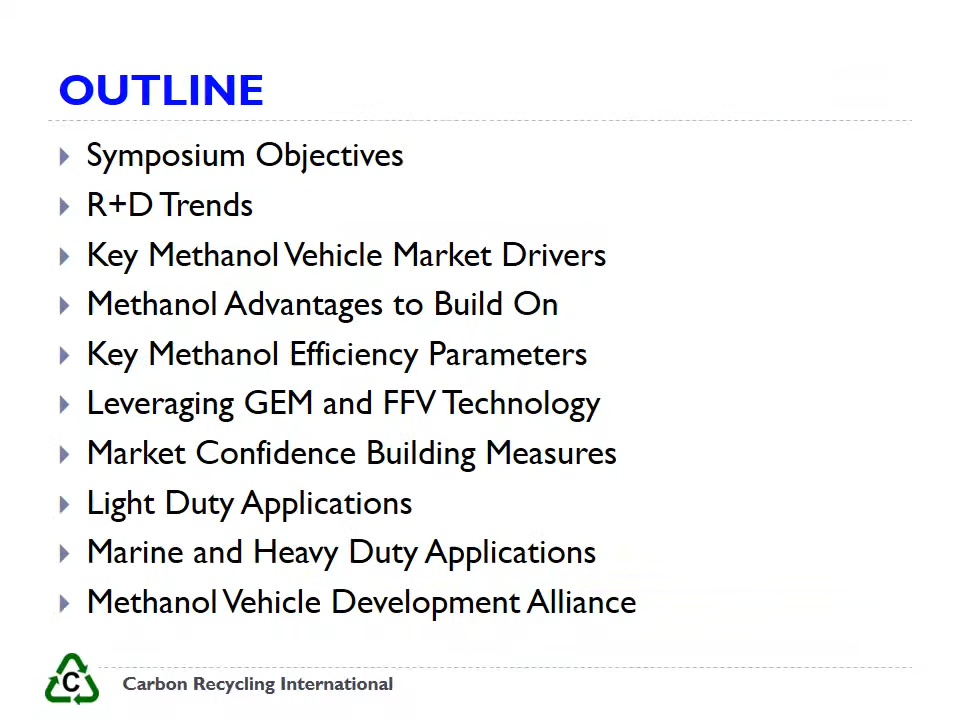 OUTLINE
Symposium Objectives
R+D Trends
Key Methanol Vehicle Market Drivers
Methanol Advantages to Build On
Key Methanol Efficiency Parameters
Leveraging GEM and FFV Technology
Market Confidence Building Measures
Light Duty Applications
Marine and Heavy Duty Applications
Methanol Vehicle Development Alliance
C
Carbon Recycling International